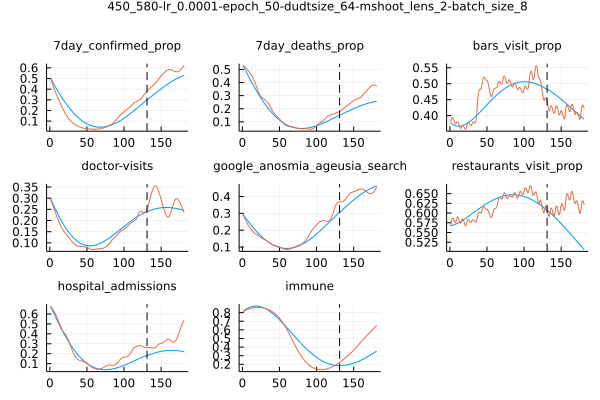 450_580-lr_0.0001-epoch_50-dudtsize_64-mshoot_lens_2-batch_size_8
7day_confirmed_prop 7day_deaths_prop bars_visit_prop
0.6 0.5 0.4 0.3 0.2 0.1
0 50 100 150
0.5 0.4 0.3 0.2 0.1
0 50 100 150
0.55 0.50 0.45 0.40
0 50 100 150
doctor-visits google_anosmia_ageusia_search restaurants_visit_prop
0.35 0.30 0.25 0.20 0.15 0.10
0 50 100 150
0.4 0.3 0.2 0.1
0 50 100 150
0.650 0.625 0.600 0.575 0.550 0.525
0 50 100 150
hospital_admissions immune
0.6 0.5 0.4 0.3 0.2 0.1
0 50 100 150
0.8 0.7 0.6 0.5 0.4 0.3 0.2
0 50 100 150